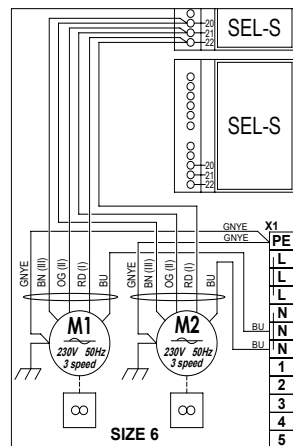 SEL-S
20
21
22
SEL-S
20
21
22
GNYE
GNYE
X1
PE
L
L
L
N
N
N
1
2
3
4
5
BU
BU
GNYE
BN (III)
OG (II)
RD (I)
BU
GNYE
BN (III)
OG (II)
RD (I)
BU
M1
230V 50Hz
3 speed
M2
230V 50Hz
3 speed
SIZE 6